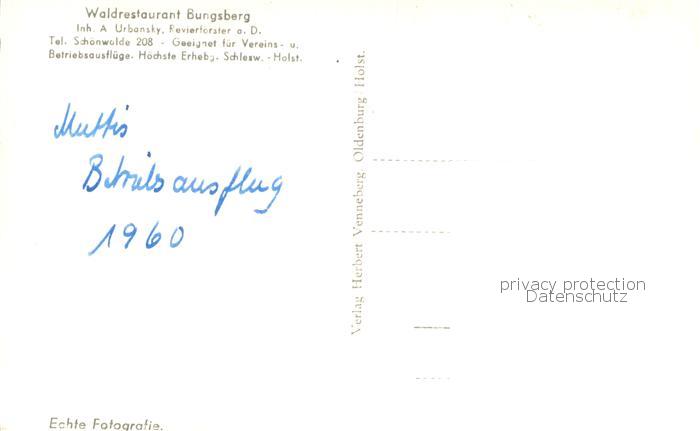 Waldrestaurant Bungsberg
Inh. A. Urbansky, Revierförster a. D.
Tel. Schönwalde 208 - Geeignet für Vereins- u.
Betriebsausflüge. Höchste Erhebg. Schlesw. - Holst.
Muttis
Betriebsausflug
1960
Verlag Herbert Venneberg, Oldenburg/Holst.
privacy protection
Datenschutz
Echte Fotografie.